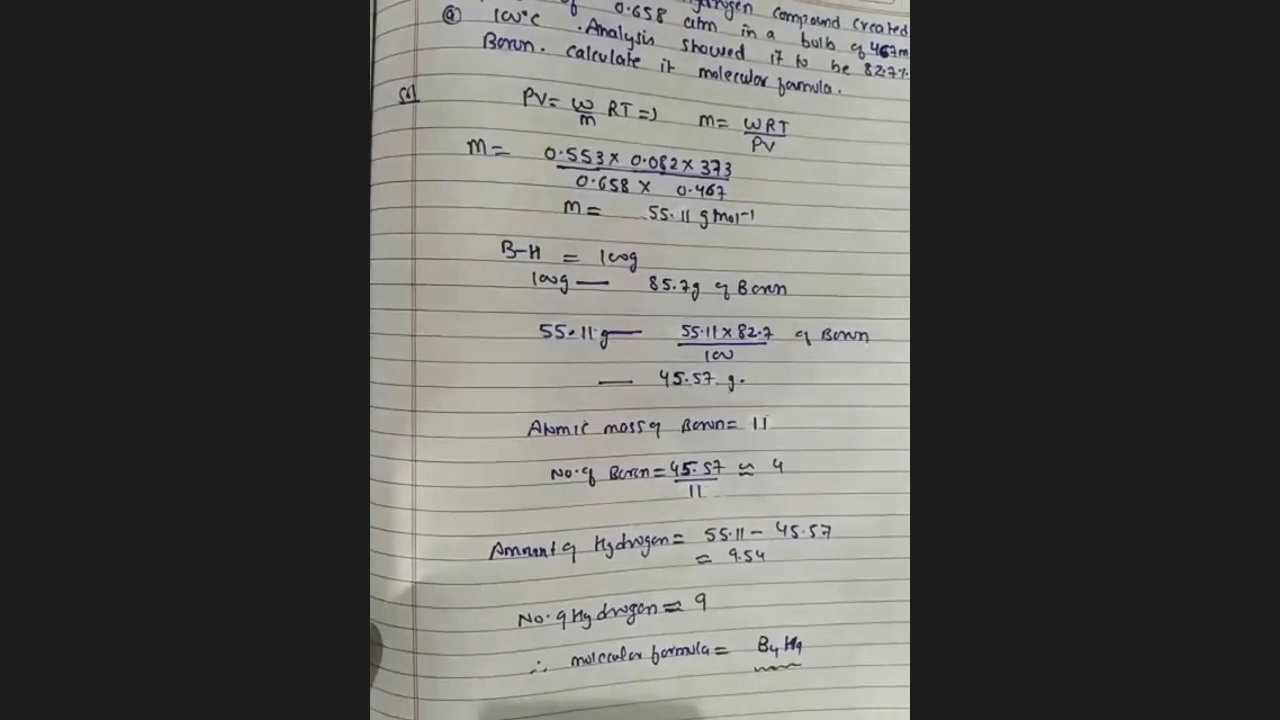 of 0.658 atm in a bulb of 467m
@ 100°C . Analysis showed it to be 82.7%
Boron . calculate it molecular formula.
PV = w/m RT ⇒ m = WRT/PV
M = 0.553 × 0.082 × 373 / 0.658 × 0.467
m = 55.11 g mol⁻¹
B-H = 100g
100g — 85.7g of Boron
55.11g — 55.11 × 82.7 / 100 of Boron
— 45.57 g.
Atomic mass of Boron = 11
No. of Boron = 45.57 / 11 ≈ 4
Amount of Hydrogen = 55.11 - 45.57
= 9.54
No. of Hydrogen = 9
∴ molecular formula = B₄H₉